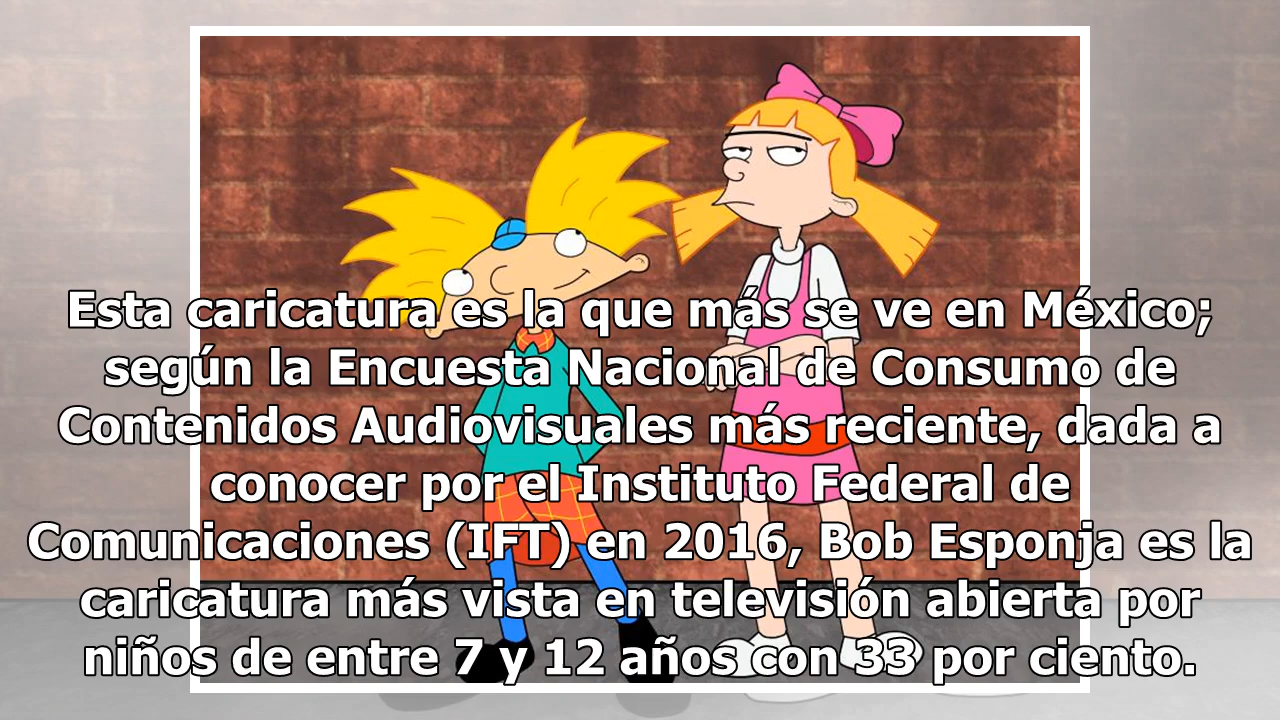 Esta caricatura es la que más se ve en México;
según la Encuesta Nacional de Consumo de
Contenidos Audiovisuales más reciente, dada a
conocer por el Instituto Federal de
Comunicaciones (IFT) en 2016, Bob Esponja es la
caricatura más vista en televisión abierta por
niños de entre 7 y 12 años con 33 por ciento.